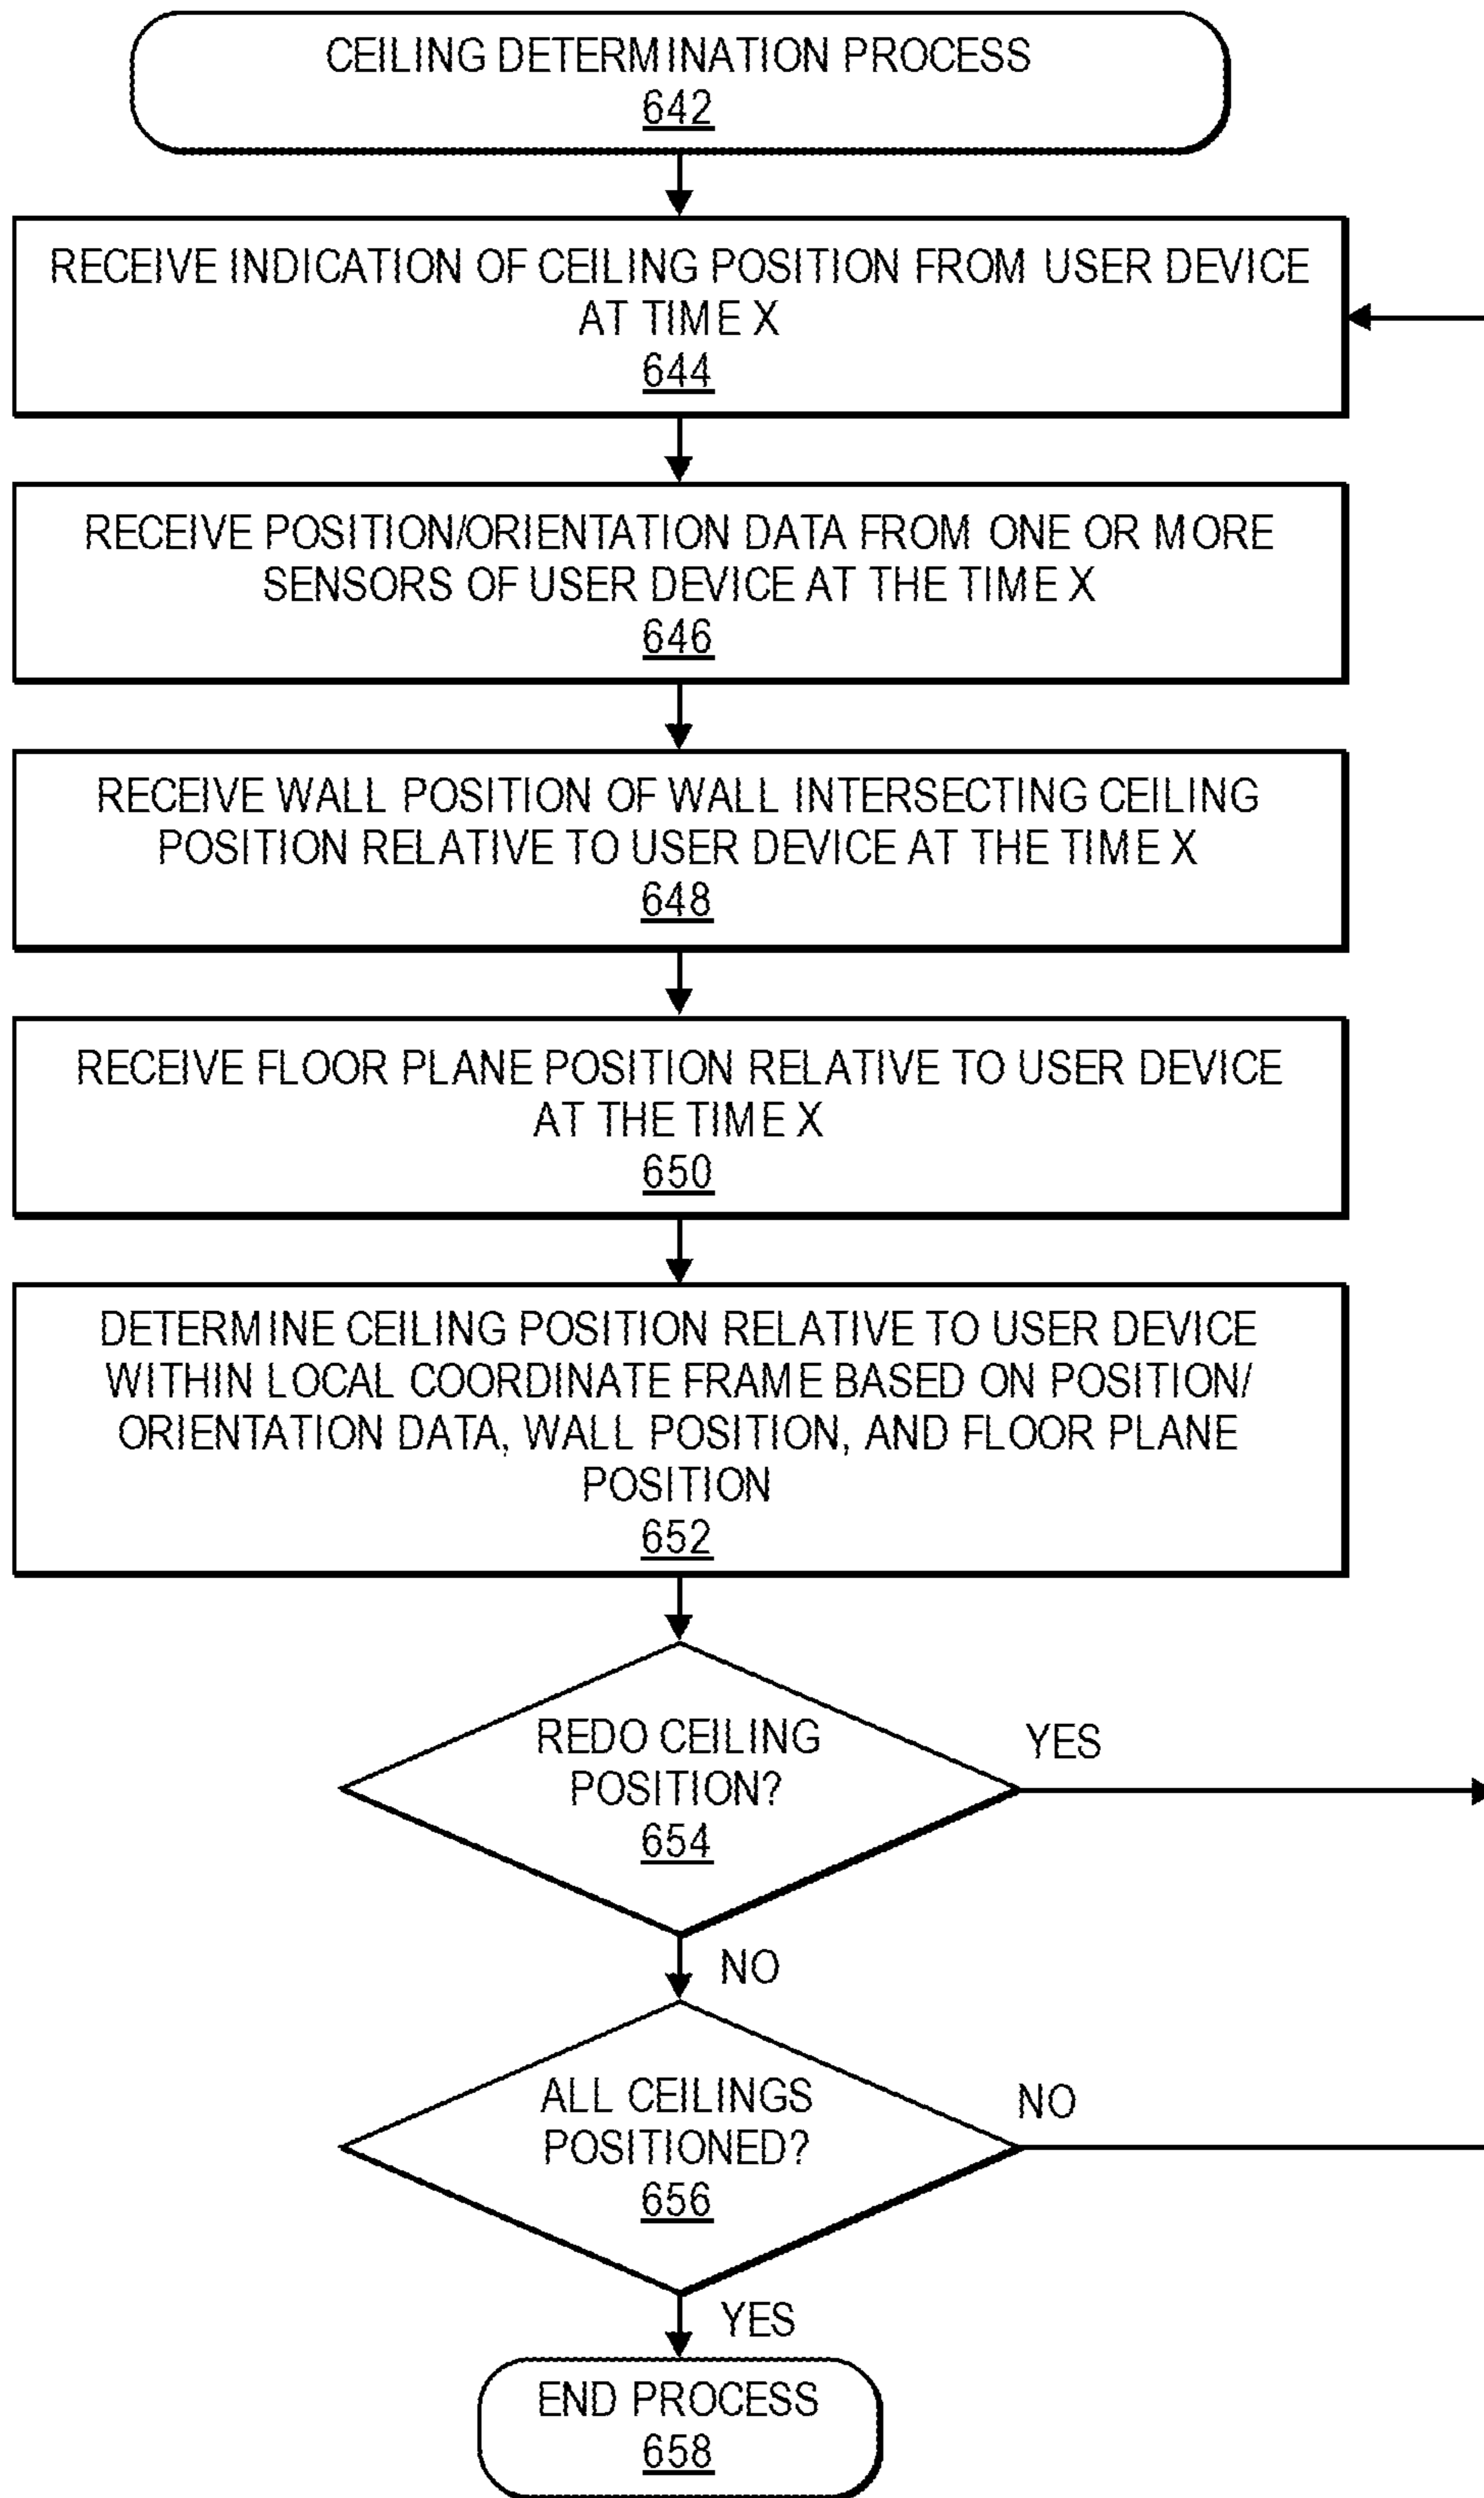 CEILING DETERMINATION PROCESS
642
RECEIVE INDICATION OF CEILING POSITION FROM USER DEVICE
AT TIME X
644
RECEIVE POSITION/ORIENTATION DATA FROM ONE OR MORE
SENSORS OF USER DEVICE AT THE TIME X
646
RECEIVE WALL POSITION OF WALL INTERSECTING CEILING
POSITION RELATIVE TO USER DEVICE AT THE TIME X
648
RECEIVE FLOOR PLANE POSITION RELATIVE TO USER DEVICE
AT THE TIME X
650
DETERMINE CEILING POSITION RELATIVE TO USER DEVICE
WITHIN LOCAL COORDINATE FRAME BASED ON POSITION/
ORIENTATION DATA, WALL POSITION, AND FLOOR PLANE
POSITION
652
REDO CEILING
POSITION?
654
YES
NO
ALL CEILINGS
POSITIONED?
656
NO
YES
END PROCESS
658